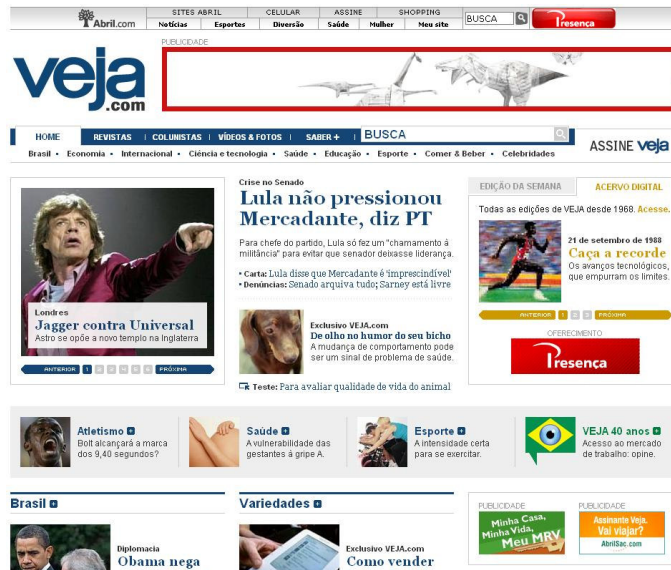 SITES ABRIL CELULAR ASSINE SHOPPING
Abril.com Notícias Esportes Diversão Saúde Mulher Meu site BUSCA Presença
PUBLICIDADE
veja
.com
HOME REVISTAS COLUNISTAS VÍDEOS & FOTOS SABER + BUSCA
ASSINE veja
Brasil • Economia • Internacional • Ciência e tecnologia • Saúde • Educação • Esporte • Comer & Beber • Celebridades
Londres
Jagger contra Universal
Astro se opõe a novo templo na Inglaterra
ANTERIOR 1 2 3 4 5 6 PRÓXIMA
Crise no Senado
Lula não pressionou
Mercadante, diz PT
Para chefe do partido, Lula só fez um "chamamento á
militância" para evitar que senador deixasse liderança.
• Carta: Lula disse que Mercadante é 'imprescindível'
• Denúncias: Senado arquiva tudo; Sarney está livre
Exclusivo VEJA.com
De olho no humor do seu bicho
A mudança de comportamento pode
ser um sinal de problema de saúde.
Teste: Para avaliar qualidade de vida do animal
EDIÇÃO DA SEMANA ACERVO DIGITAL
Todas as edições de VEJA desde 1968. Acesse.
21 de setembro de 1988
Caça a recorde
Os avanços tecnológicos,
que empurram os limites.
ANTERIOR 1 2 3 PRÓXIMA
OFERECIMENTO
Presença
Atletismo
Bolt alcançará a marca
dos 9,40 segundos?
Saúde
A vulnerabilidade das
gestantes à gripe A.
Esporte
A intensidade certa
para se exercitar.
VEJA 40 anos
Acesso ao mercado
de trabalho: opine.
Brasil
Diplomacia
Obama nega
Variedades
Exclusivo VEJA.com
Como vender
PUBLICIDADE PUBLICIDADE
Minha Casa,
Minha Vida,
Meu MRV
Assinante Veja.
Vai viajar?
AbrilSac.com